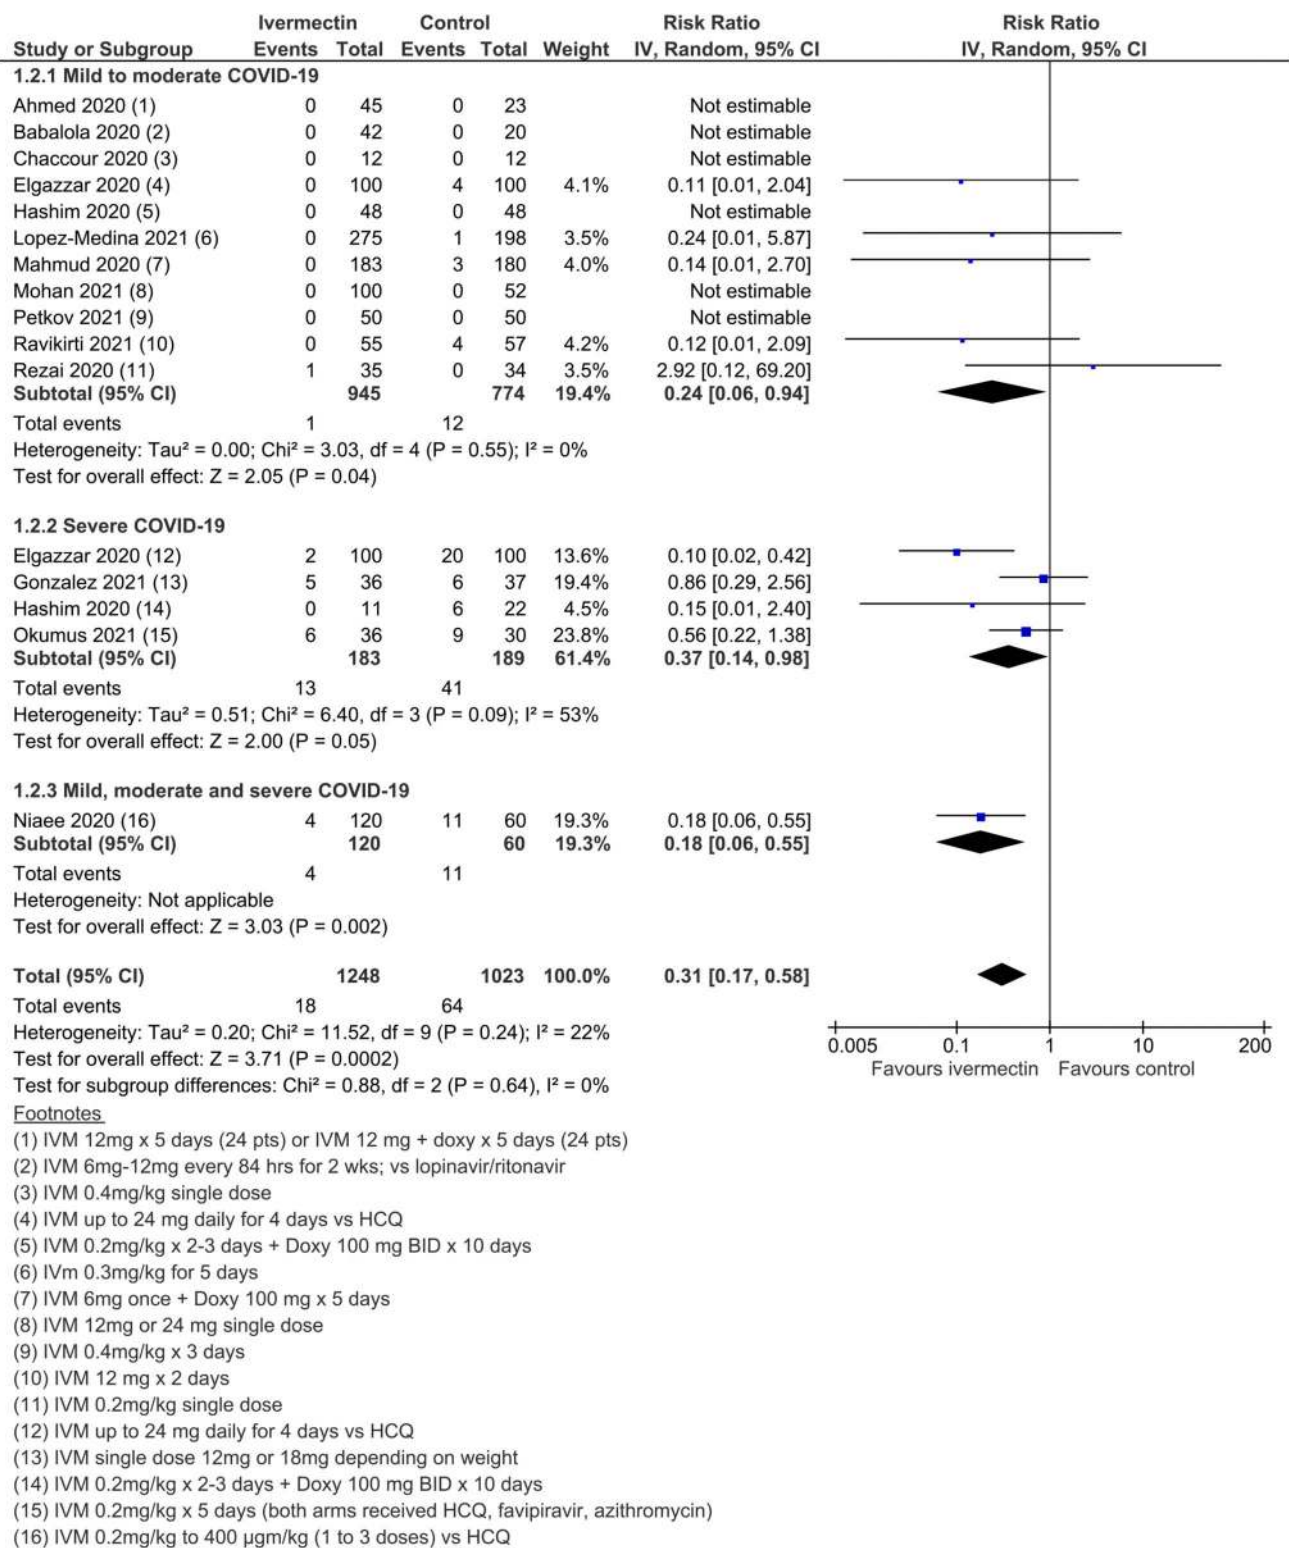 Ivermectin Control Risk Ratio Risk Ratio
Study or Subgroup Events Total Events Total Weight IV, Random, 95% CI IV, Random, 95% CI
1.2.1 Mild to moderate COVID-19
Ahmed 2020 (1) 0 45 0 23 Not estimable
Babalola 2020 (2) 0 42 0 20 Not estimable
Chaccour 2020 (3) 0 12 0 12 Not estimable
Elgazzar 2020 (4) 0 100 4 100 4.1% 0.11 [0.01, 2.04]
Hashim 2020 (5) 0 48 0 48 Not estimable
Lopez-Medina 2021 (6) 0 275 1 198 3.5% 0.24 [0.01, 5.87]
Mahmud 2020 (7) 0 183 3 180 4.0% 0.14 [0.01, 2.70]
Mohan 2021 (8) 0 100 0 52 Not estimable
Petkov 2021 (9) 0 50 0 50 Not estimable
Ravikirti 2021 (10) 0 55 4 57 4.2% 0.12 [0.01, 2.09]
Rezai 2020 (11) 1 35 0 34 3.5% 2.92 [0.12, 69.20]
Subtotal (95% CI) 945 774 19.4% 0.24 [0.06, 0.94]
Total events 1 12
Heterogeneity: Tau² = 0.00; Chi² = 3.03, df = 4 (P = 0.55); I² = 0%
Test for overall effect: Z = 2.05 (P = 0.04)
1.2.2 Severe COVID-19
Elgazzar 2020 (12) 2 100 20 100 13.6% 0.10 [0.02, 0.42]
Gonzalez 2021 (13) 5 36 6 37 19.4% 0.86 [0.29, 2.56]
Hashim 2020 (14) 0 11 6 22 4.5% 0.15 [0.01, 2.40]
Okumus 2021 (15) 6 36 9 30 23.8% 0.56 [0.22, 1.38]
Subtotal (95% CI) 183 189 61.4% 0.37 [0.14, 0.98]
Total events 13 41
Heterogeneity: Tau² = 0.51; Chi² = 6.40, df = 3 (P = 0.09); I² = 53%
Test for overall effect: Z = 2.00 (P = 0.05)
1.2.3 Mild, moderate and severe COVID-19
Niaee 2020 (16) 4 120 11 60 19.3% 0.18 [0.06, 0.55]
Subtotal (95% CI) 120 60 19.3% 0.18 [0.06, 0.55]
Total events 4 11
Heterogeneity: Not applicable
Test for overall effect: Z = 3.03 (P = 0.002)
Total (95% CI) 1248 1023 100.0% 0.31 [0.17, 0.58]
Total events 18 64
Heterogeneity: Tau² = 0.20; Chi² = 11.52, df = 9 (P = 0.24); I² = 22%
Test for overall effect: Z = 3.71 (P = 0.0002)
Test for subgroup differences: Chi² = 0.88, df = 2 (P = 0.64), I² = 0%
0.005 0.1 1 10 200
Favours ivermectin Favours control
Footnotes
(1) IVM 12mg x 5 days (24 pts) or IVM 12 mg + doxy x 5 days (24 pts)
(2) IVM 6mg-12mg every 84 hrs for 2 wks; vs lopinavir/ritonavir
(3) IVM 0.4mg/kg single dose
(4) IVM up to 24 mg daily for 4 days vs HCQ
(5) IVM 0.2mg/kg x 2-3 days + Doxy 100 mg BID x 10 days
(6) IVm 0.3mg/kg for 5 days
(7) IVM 6mg once + Doxy 100 mg x 5 days
(8) IVM 12mg or 24 mg single dose
(9) IVM 0.4mg/kg x 3 days
(10) IVM 12 mg x 2 days
(11) IVM 0.2mg/kg single dose
(12) IVM up to 24 mg daily for 4 days vs HCQ
(13) IVM single dose 12mg or 18mg depending on weight
(14) IVM 0.2mg/kg x 2-3 days + Doxy 100 mg BID x 10 days
(15) IVM 0.2mg/kg x 5 days (both arms received HCQ, favipiravir, azithromycin)
(16) IVM 0.2mg/kg to 400 µgm/kg (1 to 3 doses) vs HCQ